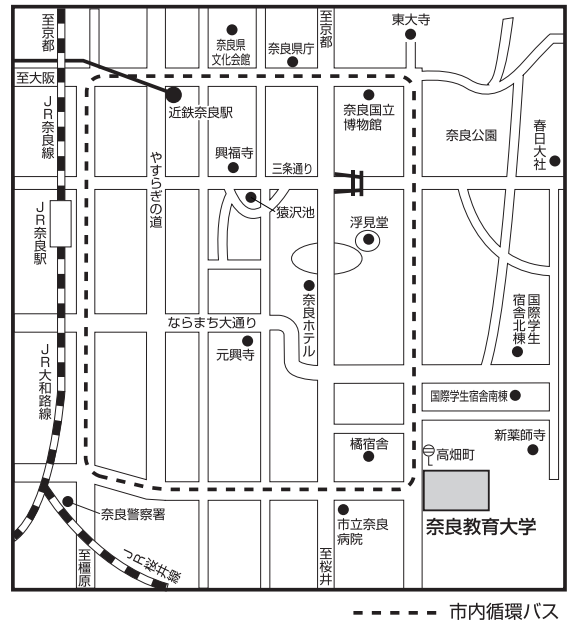 至京都
至京都
東大寺
奈良県
文化会館
奈良県庁
至大阪
近鉄奈良駅
奈良国立
博物館
奈良公園
春日大社
JR奈良線
やすらぎの道
興福寺
三条通り
猿沢池
浮見堂
JR奈良駅
奈良ホテル
ならまち大通り
元興寺
国際学生
宿舎北棟
JR大和路線
国際学生宿舎南棟
橘宿舎
高畑町
新薬師寺
奈良教育大学
奈良警察署
市立奈良
病院
至橿原
JR桜井線
至桜井
市内循環バス